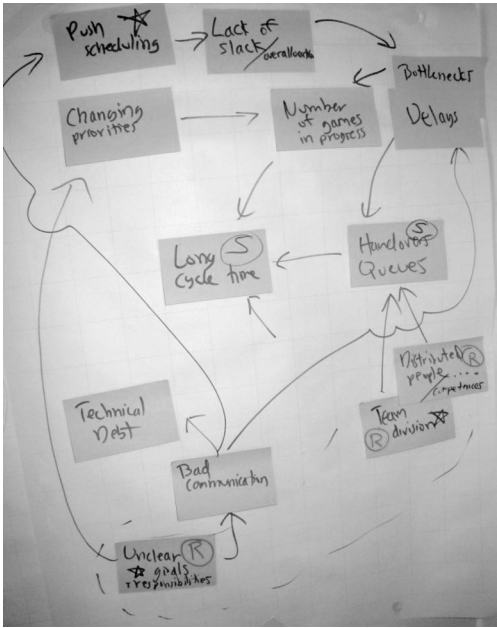 Push
scheduling
Lack of
slack/overallocation
Bottlenecks
Delays
Changing
priorities
Number
of games
in progress
Long S
cycle time
Handovers S
Queues
Distributed R
people ....
/competences
Team
R division
Technical
Debt
Bad
communication
Unclear R
goals
+responsibilities